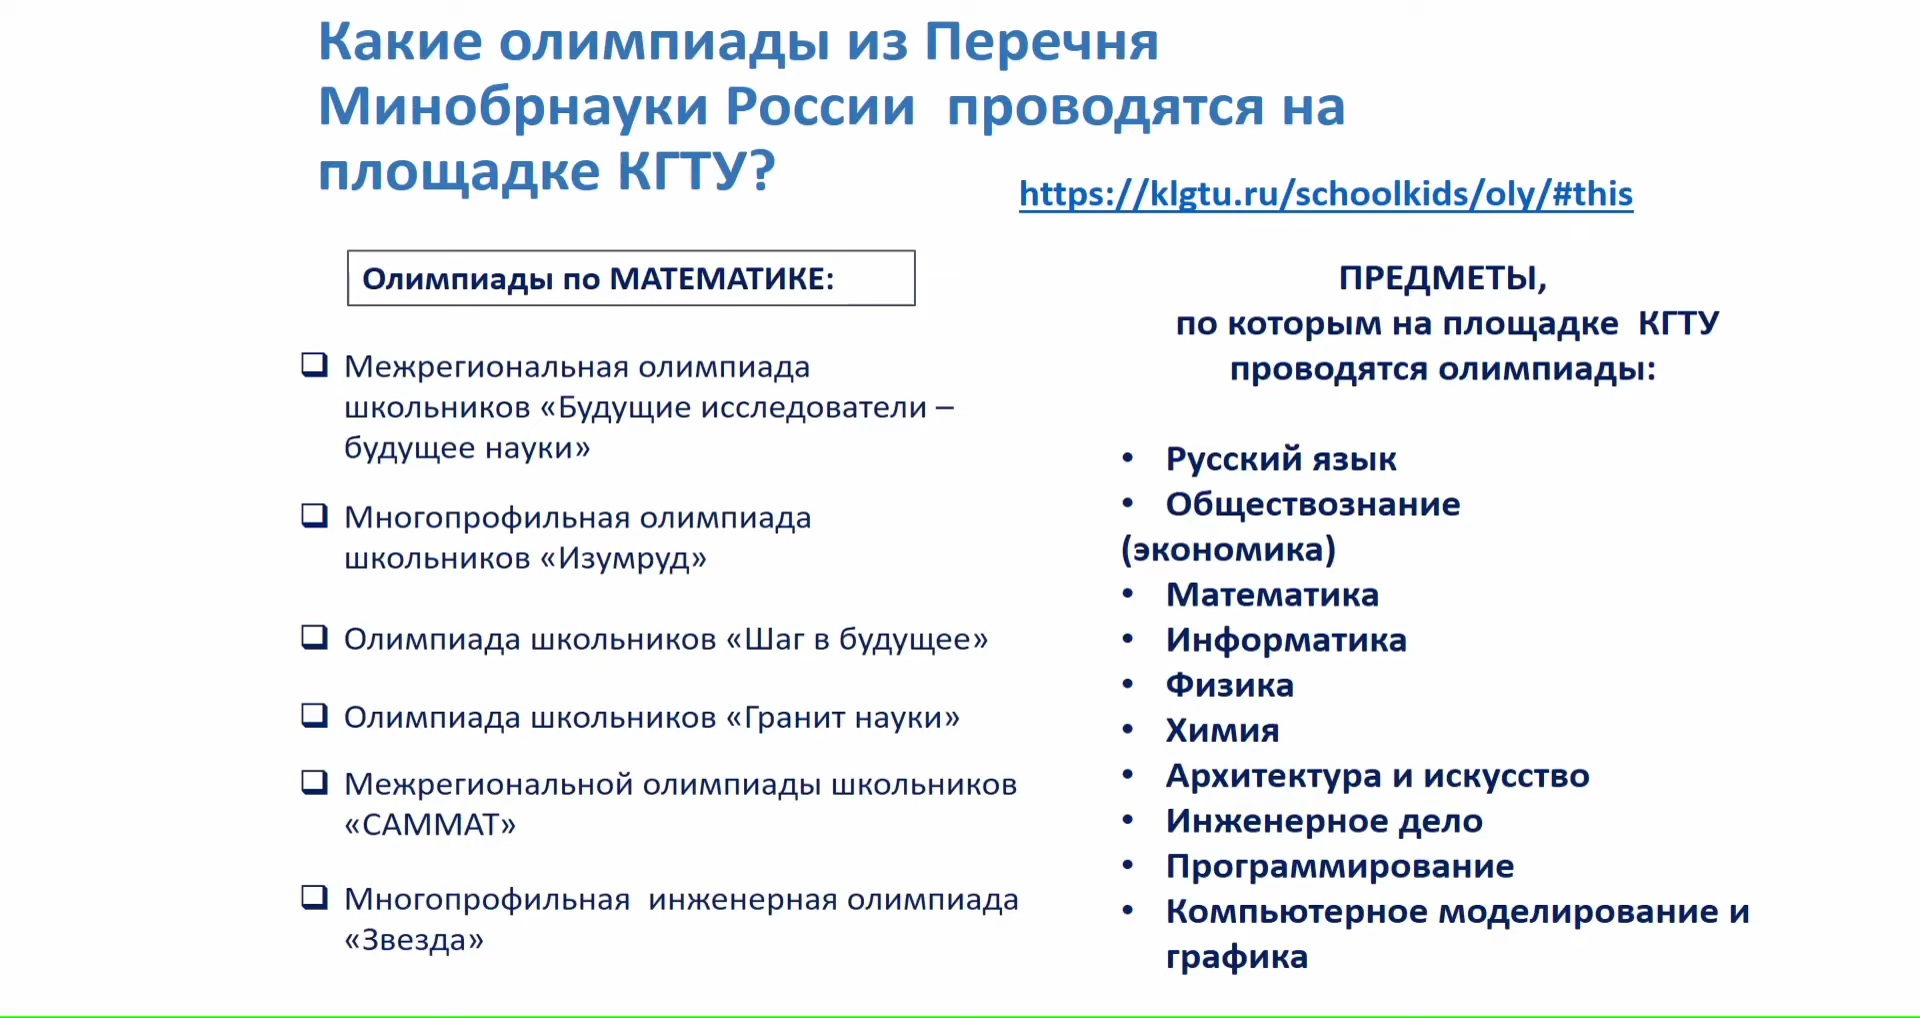 Какие олимпиады из Перечня
Минобрнауки России проводятся на
площадке КГТУ?
https://klgtu.ru/schoolkids/oly/#this
Олимпиады по МАТЕМАТИКЕ:
❑ Межрегиональная олимпиада
школьников «Будущие исследователи –
будущее науки»
❑ Многопрофильная олимпиада
школьников «Изумруд»
❑ Олимпиада школьников «Шаг в будущее»
❑ Олимпиада школьников «Гранит науки»
❑ Межрегиональной олимпиады школьников
«САММАТ»
❑ Многопрофильная инженерная олимпиада
«Звезда»
ПРЕДМЕТЫ,
по которым на площадке КГТУ
проводятся олимпиады:
• Русский язык
• Обществознание
(экономика)
• Математика
• Информатика
• Физика
• Химия
• Архитектура и искусство
• Инженерное дело
• Программирование
• Компьютерное моделирование и
графика